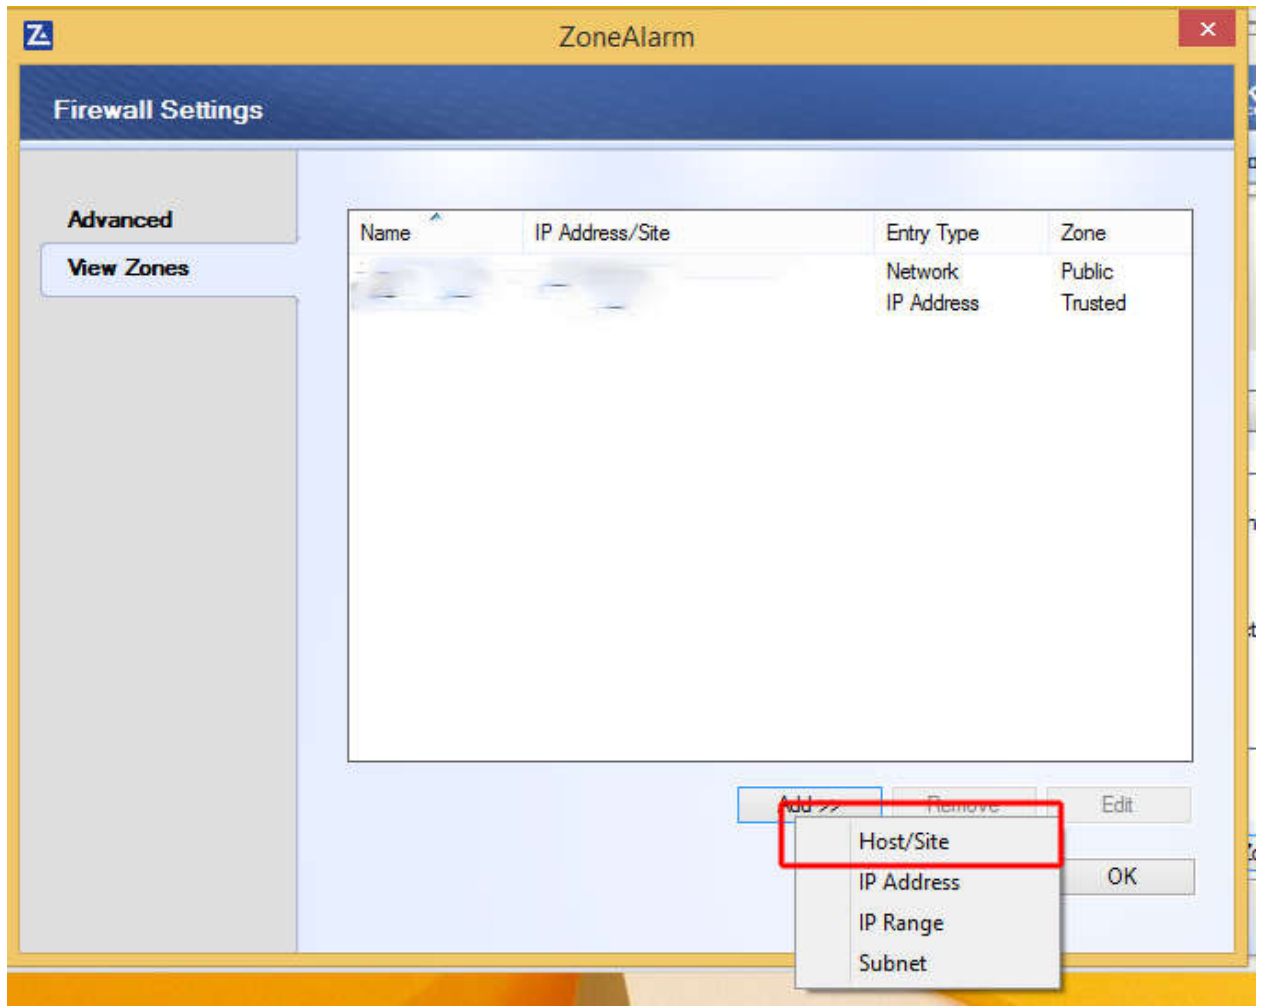 ZoneAlarm
Firewall Settings
Advanced
View Zones
Name IP Address/Site Entry Type Zone
Network Public
IP Address Trusted
Add >> Remove Edit
Host/Site
IP Address
IP Range
Subnet
OK